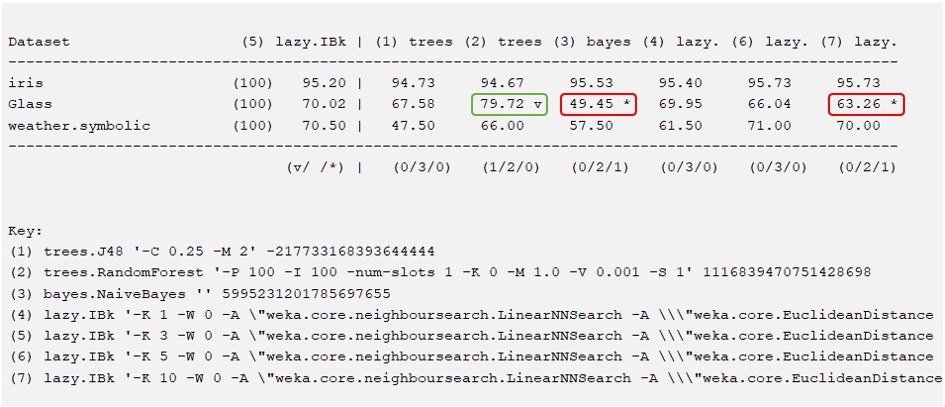 Dataset (5) lazy.IBk | (1) trees (2) trees (3) bayes (4) lazy. (6) lazy. (7) lazy.
--------------------------------------------------------------------------------------------------
iris (100) 95.20 | 94.73 94.67 95.53 95.40 95.73 95.73
Glass (100) 70.02 | 67.58 79.72 v 49.45 * 69.95 66.04 63.26 *
weather.symbolic (100) 70.50 | 47.50 66.00 57.50 61.50 71.00 70.00
--------------------------------------------------------------------------------------------------
(v/ /*) | (0/3/0) (1/2/0) (0/2/1) (0/3/0) (0/3/0) (0/2/1)
Key:
(1) trees.J48 '-C 0.25 -M 2' -217733168393644444
(2) trees.RandomForest '-P 100 -I 100 -num-slots 1 -K 0 -M 1.0 -V 0.001 -S 1' 1116839470751428698
(3) bayes.NaiveBayes '' 5995231201785697655
(4) lazy.IBk '-K 1 -W 0 -A \"weka.core.neighboursearch.LinearNNSearch -A \\\"weka.core.EuclideanDistance
(5) lazy.IBk '-K 3 -W 0 -A \"weka.core.neighboursearch.LinearNNSearch -A \\\"weka.core.EuclideanDistance
(6) lazy.IBk '-K 5 -W 0 -A \"weka.core.neighboursearch.LinearNNSearch -A \\\"weka.core.EuclideanDistance
(7) lazy.IBk '-K 10 -W 0 -A \"weka.core.neighboursearch.LinearNNSearch -A \\\"weka.core.EuclideanDistance